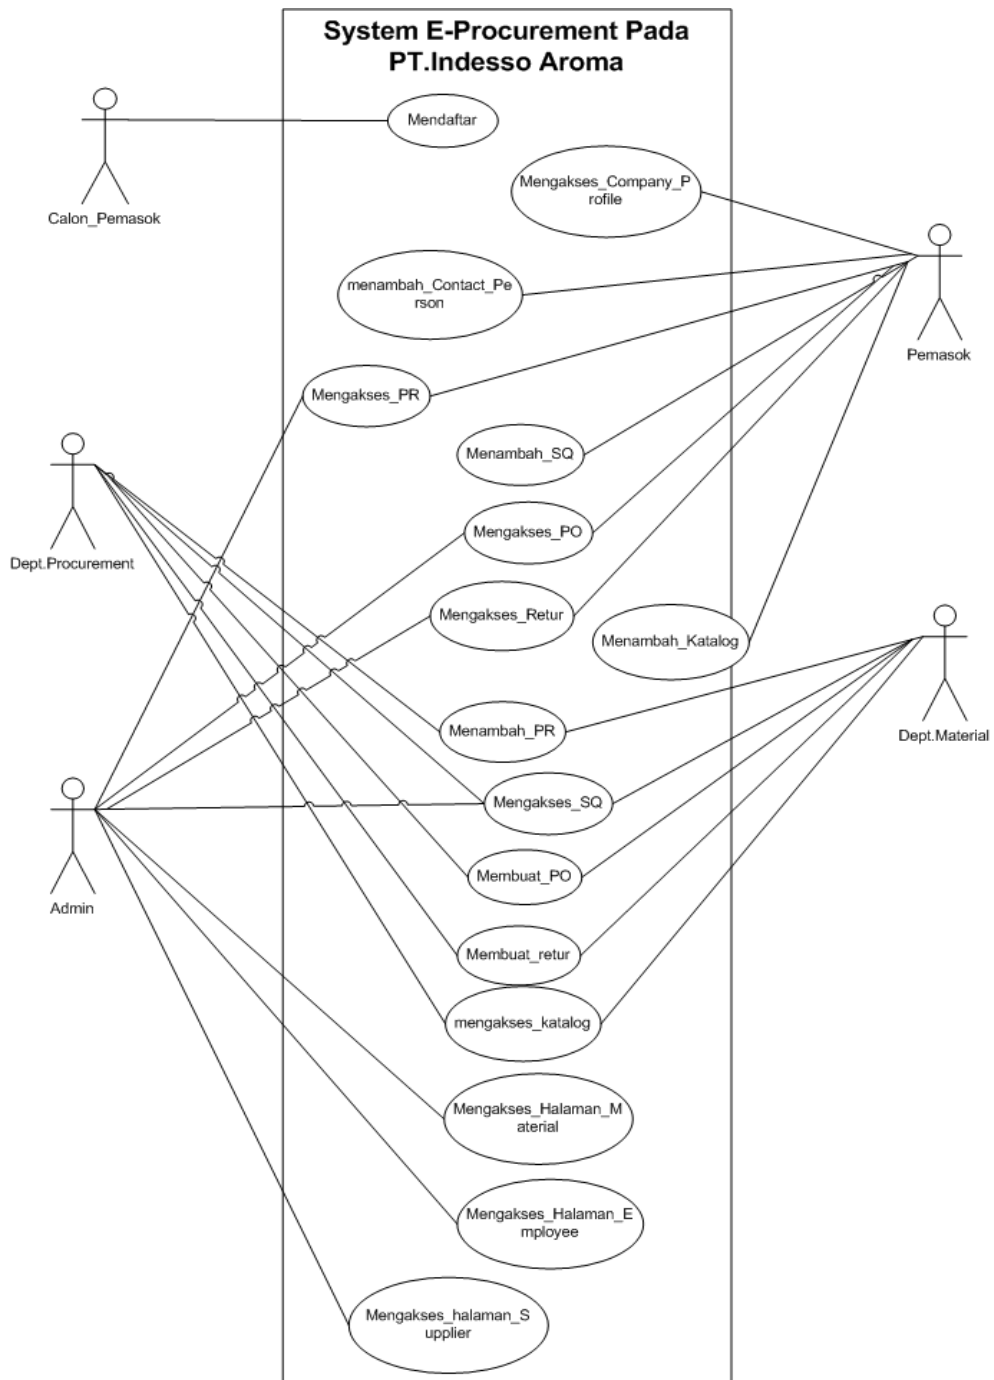 System E-Procurement Pada
PT.Indesso Aroma
Mendaftar
Calon_Pemasok
Mengakses_Company_P
rofile
menambah_Contact_Pe
rson
Pemasok
Mengakses_PR
Menambah_SQ
Mengakses_PO
Dept.Procurement
Mengakses_Retur
Menambah_Katalog
Menambah_PR
Dept.Material
Mengakses_SQ
Membuat_PO
Admin
Membuat_retur
mengakses_katalog
Mengakses_Halaman_M
aterial
Mengakses_Halaman_E
mployee
Mengakses_halaman_S
upplier